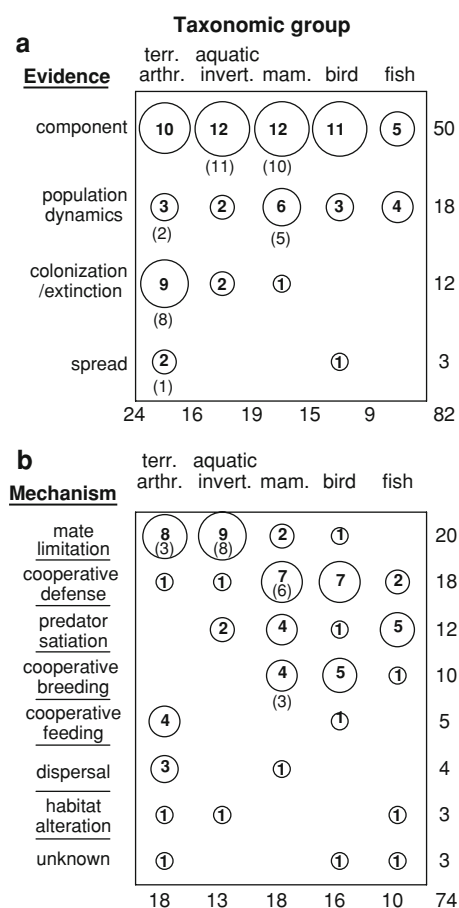 Taxonomic group
a
terr. aquatic
Evidence arthr. invert. mam. bird fish
component 10 12 12 11 5 50
(11) (10)
population
dynamics 3 2 6 3 4 18
(2) (5)
colonization
/extinction 9 2 1 12
(8)
spread 2 1 3
(1)
24 16 19 15 9 82
b
terr. aquatic
Mechanism arthr. invert. mam. bird fish
mate
limitation 8 9 2 1 20
(3) (8)
cooperative
defense 1 1 7 7 2 18
(6)
predator
satiation 2 4 1 5 12
cooperative
breeding 4 5 1 10
(3)
cooperative
feeding 4 1 5
dispersal 3 1 4
habitat
alteration 1 1 1 3
unknown 1 1 1 3
18 13 18 16 10 74